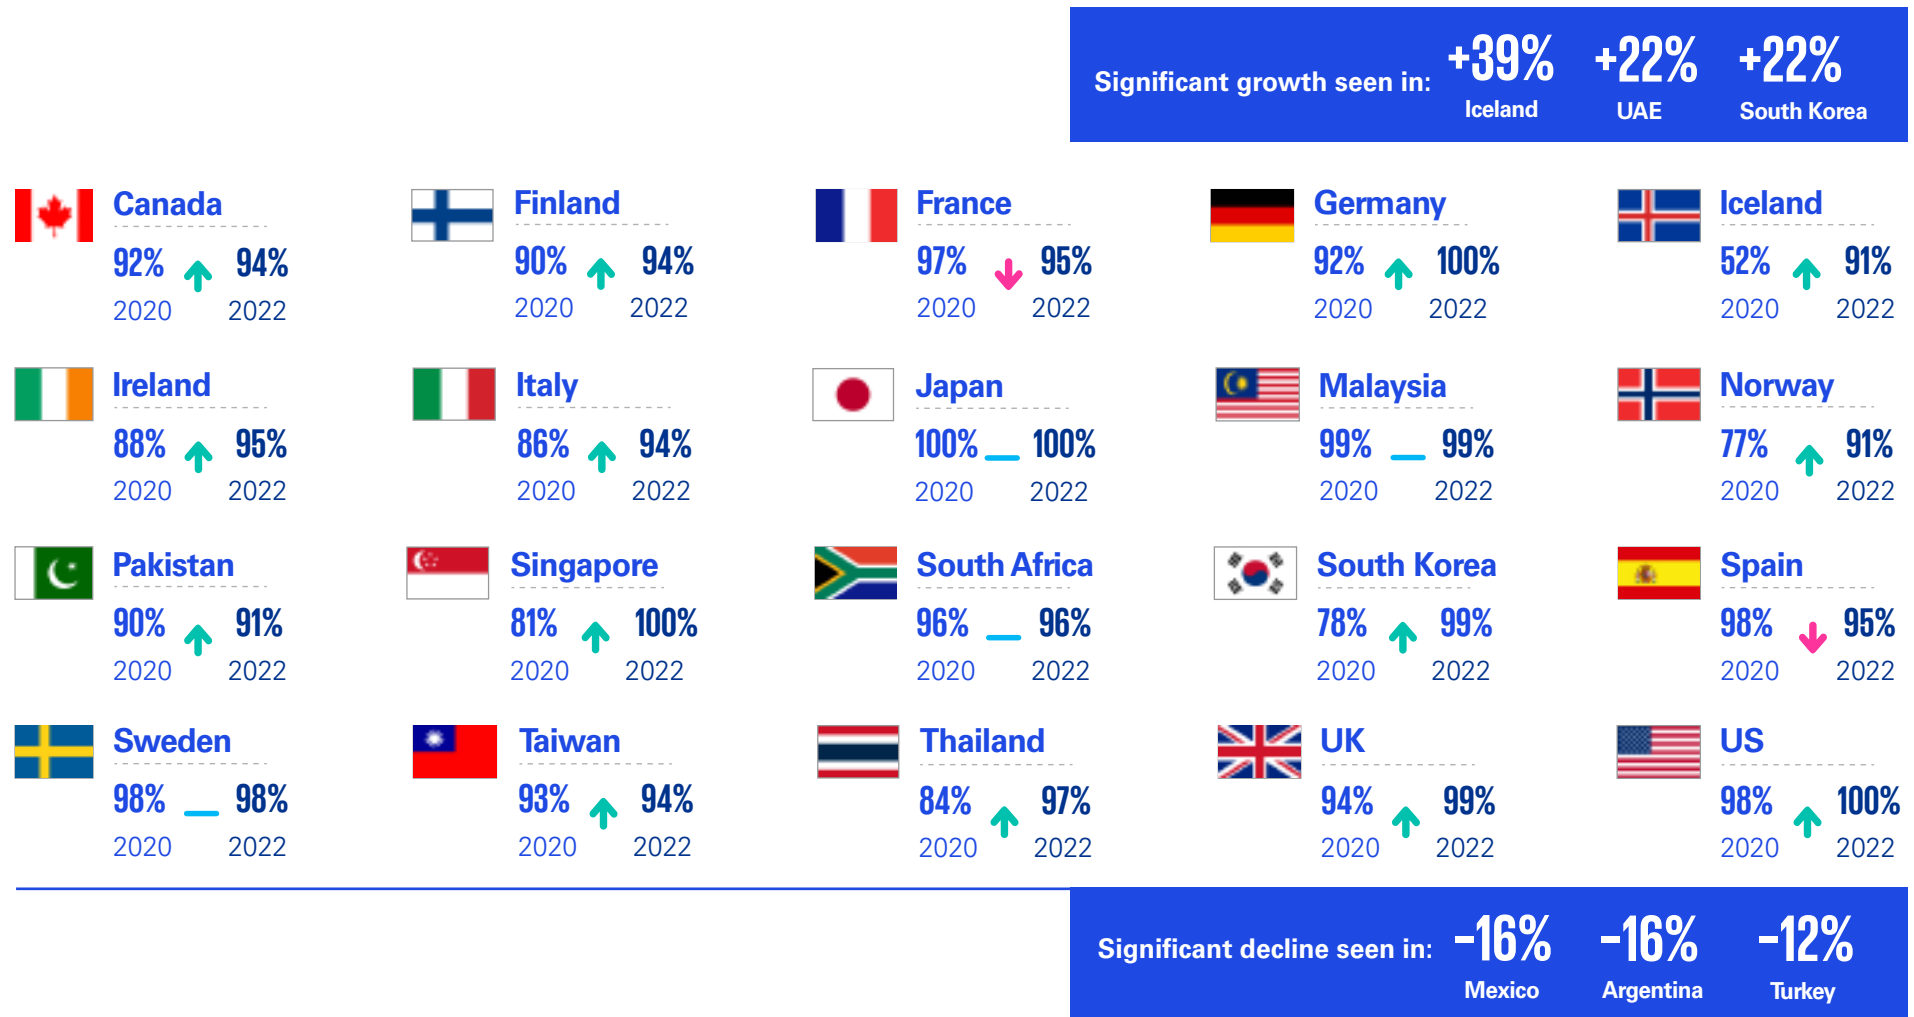 Significant growth seen in:
+39%
Iceland
+22%
UAE
+22%
South Korea
Canada
92% 94%
2020 2022
Finland
90% 94%
2020 2022
France
97% 95%
2020 2022
Germany
92% 100%
2020 2022
Iceland
52% 91%
2020 2022
Ireland
88% 95%
2020 2022
Italy
86% 94%
2020 2022
Japan
100% 100%
2020 2022
Malaysia
99% 99%
2020 2022
Norway
77% 91%
2020 2022
Pakistan
90% 91%
2020 2022
Singapore
81% 100%
2020 2022
South Africa
96% 96%
2020 2022
South Korea
78% 99%
2020 2022
Spain
98% 95%
2020 2022
Sweden
98% 98%
2020 2022
Taiwan
93% 94%
2020 2022
Thailand
84% 97%
2020 2022
UK
94% 99%
2020 2022
US
98% 100%
2020 2022
Significant decline seen in:
-16%
Mexico
-16%
Argentina
-12%
Turkey